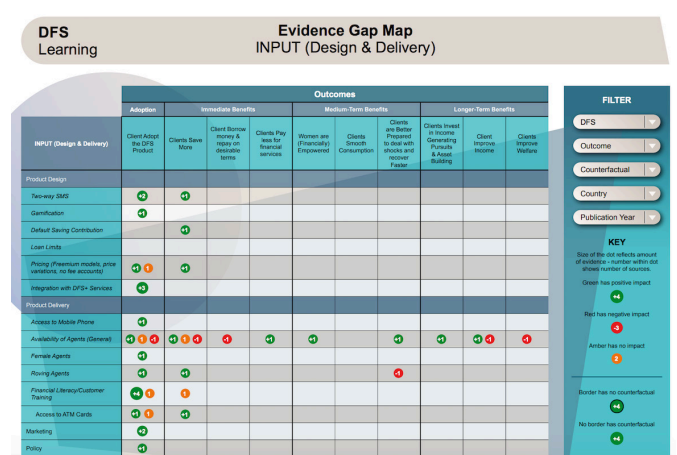 DFS
Learning
Evidence Gap Map
INPUT (Design & Delivery)
Outcomes
Adoption
Immediate Benefits
Medium-Term Benefits
Longer-Term Benefits
INPUT (Design & Delivery)
Client Adopt
the DFS
Product
Clients Save
More
Client Borrow
money &
repay on
desirable
terms
Clients Pay
less for
financial
services
Women are
(Financially)
Empowered
Clients
Smooth
Consumption
Clients
are Better
Prepared
to deal with
shocks and
recover
Faster
Clients Invest
in Income
Generating
Pursuits
& Asset
Building
Client
Improve
Income
Clients
Improve
Welfare
Product Design
Two-way SMS +2 +1
Gamification +1
Default Saving Contribution +1
Loan Limits
Pricing (Freemium models, price
variations, no fee accounts) +1 1 +1
Integration with DFS+ Services +3
Product Delivery
Access to Mobile Phone +1
Availability of Agents (General) +1 1 -1 +1 1 -1 -1 +1 +1 +1 +1 +1 -1 -1
Female Agents +1
Roving Agents +1 +1 -1
Financial Literacy/Customer
Training +4 1 1
Access to ATM Cards +1 1 +1
Marketing +2
Policy +1
FILTER
DFS
Outcome
Counterfactual
Country
Publication Year
KEY
Size of the dot reflects amount
of evidence - number within dot
shows number of sources.
Green has positive impact
+4
Red has negative impact
-3
Amber has no impact
2
Border has no counterfactual
+4
No border has counterfactual
+4